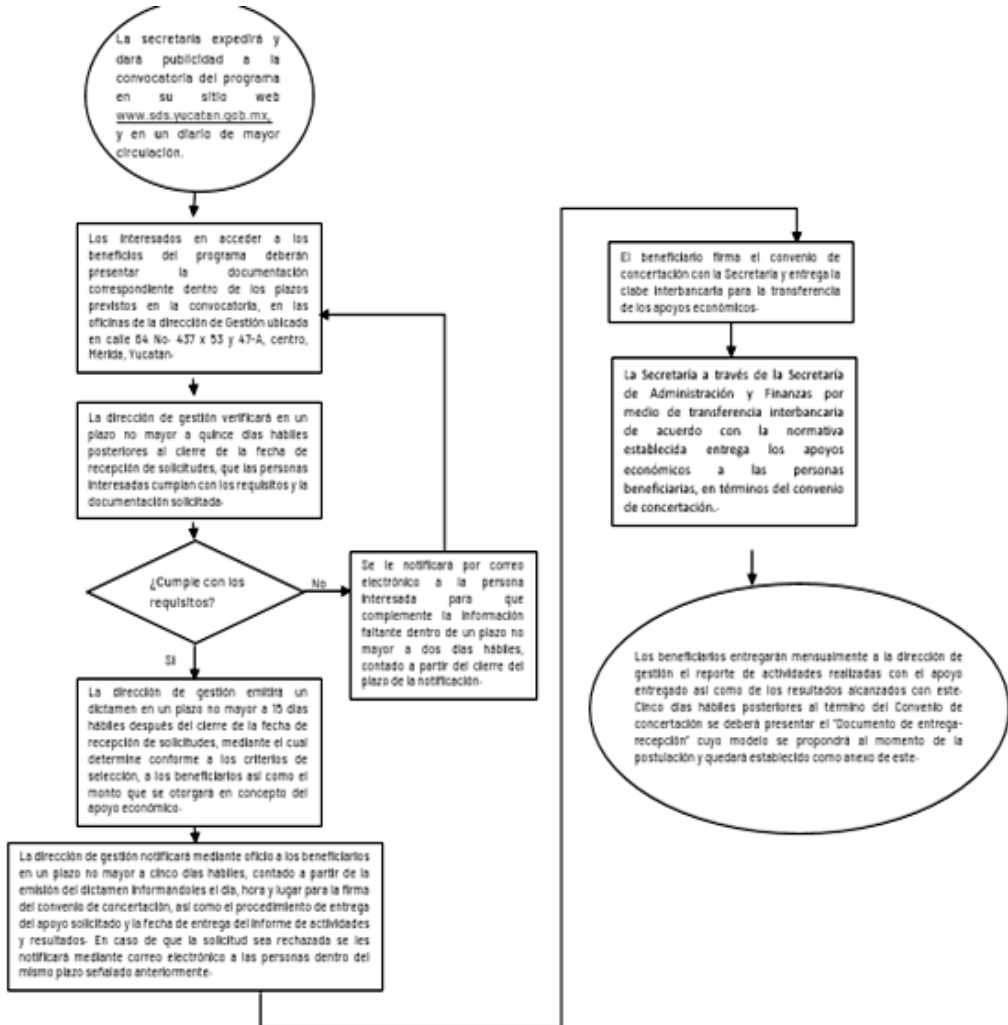 La secretaria expedirá y
dará publicidad a la
convocatoria del programa
en su sitio web
www.sds.yucatan.gob.mx,
y en un diario de mayor
circulación.
Los interesados en acceder a los
beneficios del programa deberán
presentar la documentación
correspondiente dentro de los plazos
previstos en la convocatoria, en las
oficinas de la dirección de Gestión ubicada
en calle 64 No. 437 x 53 y 47-A, centro,
Mérida, Yucatán.
La dirección de gestión verificará en un
plazo no mayor a quince días hábiles
posteriores al cierre de la fecha de
recepción de solicitudes, que las personas
interesadas cumplan con los requisitos y la
documentación solicitada.
¿Cumple con los
requisitos?
No
Se le notificará por correo
electrónico a la persona
interesada para que
complemente la información
faltante dentro de un plazo no
mayor a dos días hábiles,
contado a partir del cierre del
plazo de la notificación.
Si
La dirección de gestión emitirá un
dictamen en un plazo no mayor a 15 días
hábiles después del cierre de la fecha de
recepción de solicitudes, mediante el cual
determine conforme a los criterios de
selección, a los beneficiarios así como el
monto que se otorgará en concepto del
apoyo económico.
La dirección de gestión notificará mediante oficio a los beneficiarios
en un plazo no mayor a cinco días hábiles, contado a partir de la
emisión del dictamen informándoles el día, hora y lugar para la firma
del convenio de concertación, así como el procedimiento de entrega
del apoyo solicitado y la fecha de entrega del informe de actividades
y resultados. En caso de que la solicitud sea rechazada se les
notificará mediante correo electrónico a las personas dentro del
mismo plazo señalado anteriormente.
El beneficiario firma el convenio de
concertación con la Secretaría y entrega la
clabe interbancaria para la transferencia
de los apoyos económicos.
La Secretaría a través de la Secretaría
de Administración y Finanzas por
medio de transferencia interbancaria
de acuerdo con la normativa
establecida entrega los apoyos
económicos a las personas
beneficiarias, en términos del convenio
de concertación..
Los beneficiarios entregarán mensualmente a la dirección de
gestión el reporte de actividades realizadas con el apoyo
entregado así como de los resultados alcanzados con este.
Cinco días hábiles posteriores al término del Convenio de
concertación se deberá presentar el "Documento de entrega-
recepción" cuyo modelo se propondrá al momento de la
postulación y quedará establecido como anexo de este.